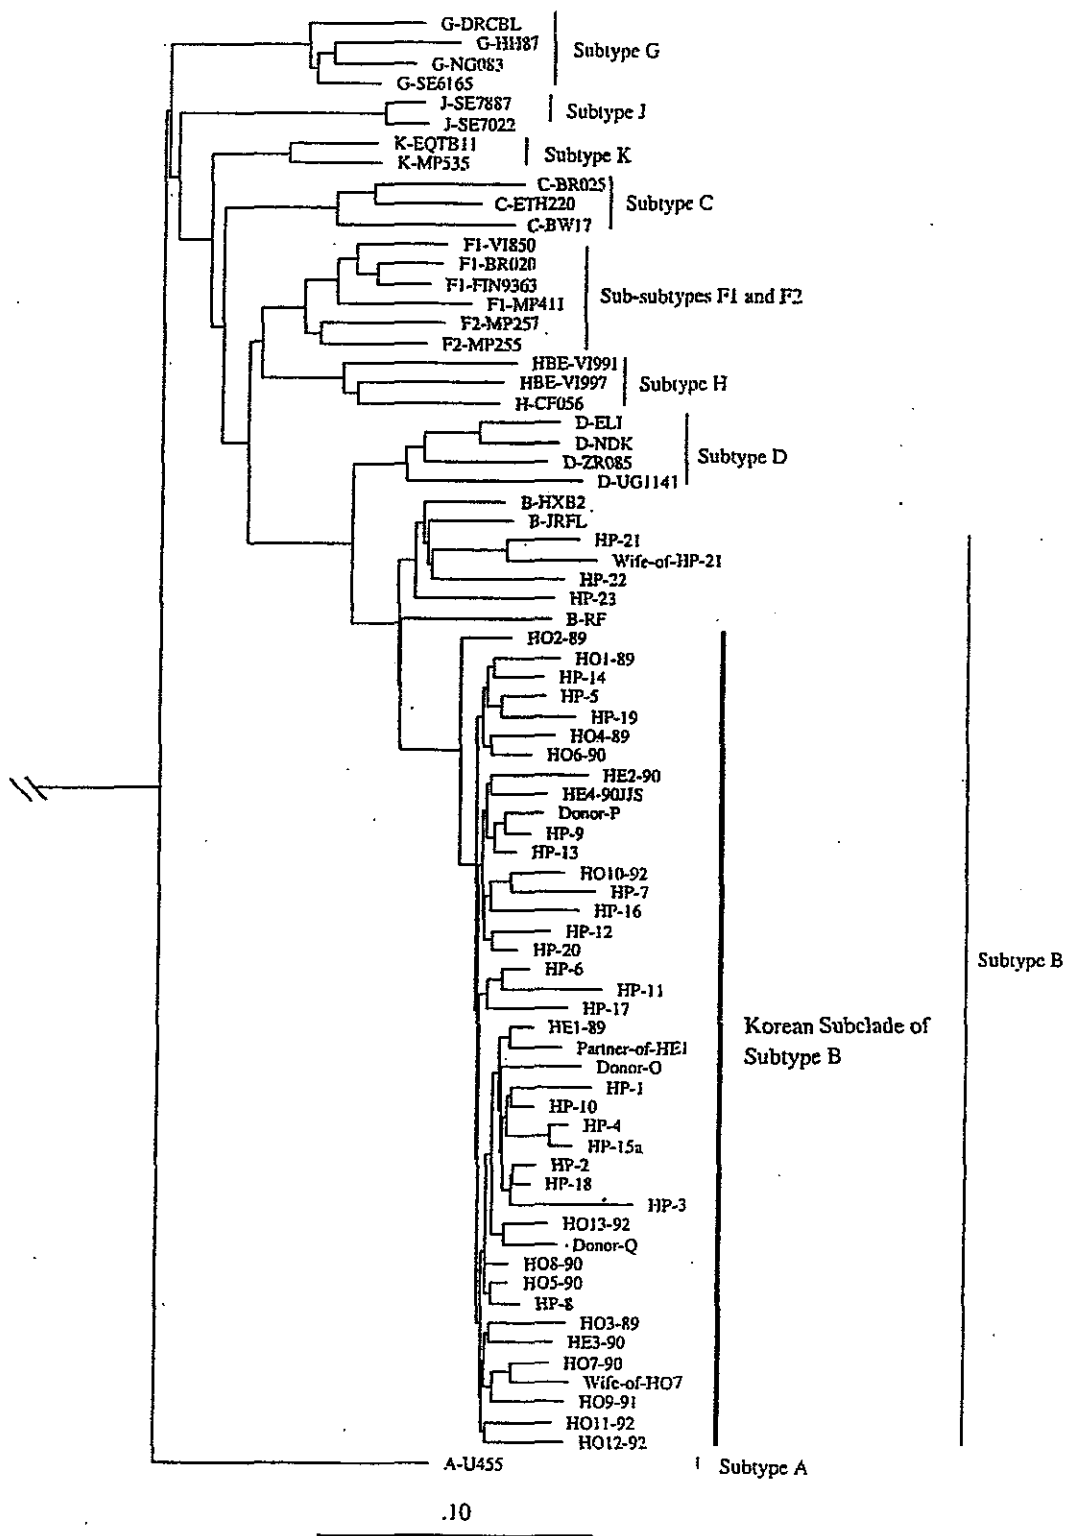 G-DRCBL
G-HH87
G-NG083
G-SE6165
Subtype G
J-SE7887
J-SE7022
Subtype J
K-EQTB11
K-MP535
Subtype K
C-BR025
C-ETH220
C-BW17
Subtype C
F1-VI850
F1-BR020
F1-FIN9363
F1-MP411
F2-MP257
F2-MP255
Sub-subtypes F1 and F2
HBE-VI991
HBE-VI997
H-CF056
Subtype H
D-ELI
D-NDK
D-ZR085
D-UG1141
Subtype D
B-HXB2
B-JRFL
HP-21
Wife-of-HP-21
HP-22
HP-23
B-RF
HO2-89
HO1-89
HP-14
HP-5
HP-19
HO4-89
HO6-90
HE2-90
HE4-90JJS
Donor-P
HP-9
HP-13
HO10-92
HP-7
HP-16
HP-12
HP-20
HP-6
HP-11
HP-17
HE1-89
Partner-of-HE1
Donor-O
HP-1
HP-10
HP-4
HP-15a
HP-2
HP-18
HP-3
HO13-92
Donor-Q
HO8-90
HO5-90
HP-8
HO3-89
HE3-90
HO7-90
Wife-of-HO7
HO9-91
HO11-92
HO12-92
Korean Subclade of
Subtype B
Subtype B
A-U455
Subtype A
.10